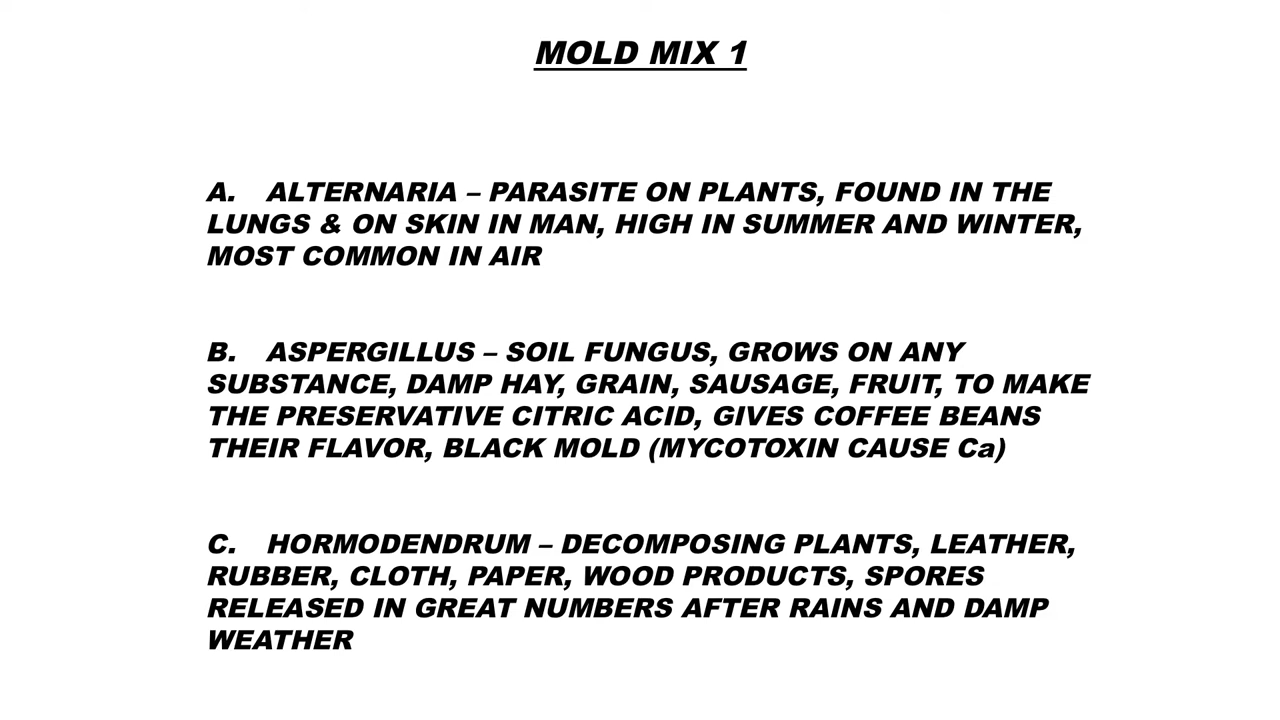 MOLD MIX 1
A. ALTERNARIA – PARASITE ON PLANTS, FOUND IN THE
LUNGS & ON SKIN IN MAN, HIGH IN SUMMER AND WINTER,
MOST COMMON IN AIR
B. ASPERGILLUS – SOIL FUNGUS, GROWS ON ANY
SUBSTANCE, DAMP HAY, GRAIN, SAUSAGE, FRUIT, TO MAKE
THE PRESERVATIVE CITRIC ACID, GIVES COFFEE BEANS
THEIR FLAVOR, BLACK MOLD (MYCOTOXIN CAUSE Ca)
C. HORMODENDRUM – DECOMPOSING PLANTS, LEATHER,
RUBBER, CLOTH, PAPER, WOOD PRODUCTS, SPORES
RELEASED IN GREAT NUMBERS AFTER RAINS AND DAMP
WEATHER